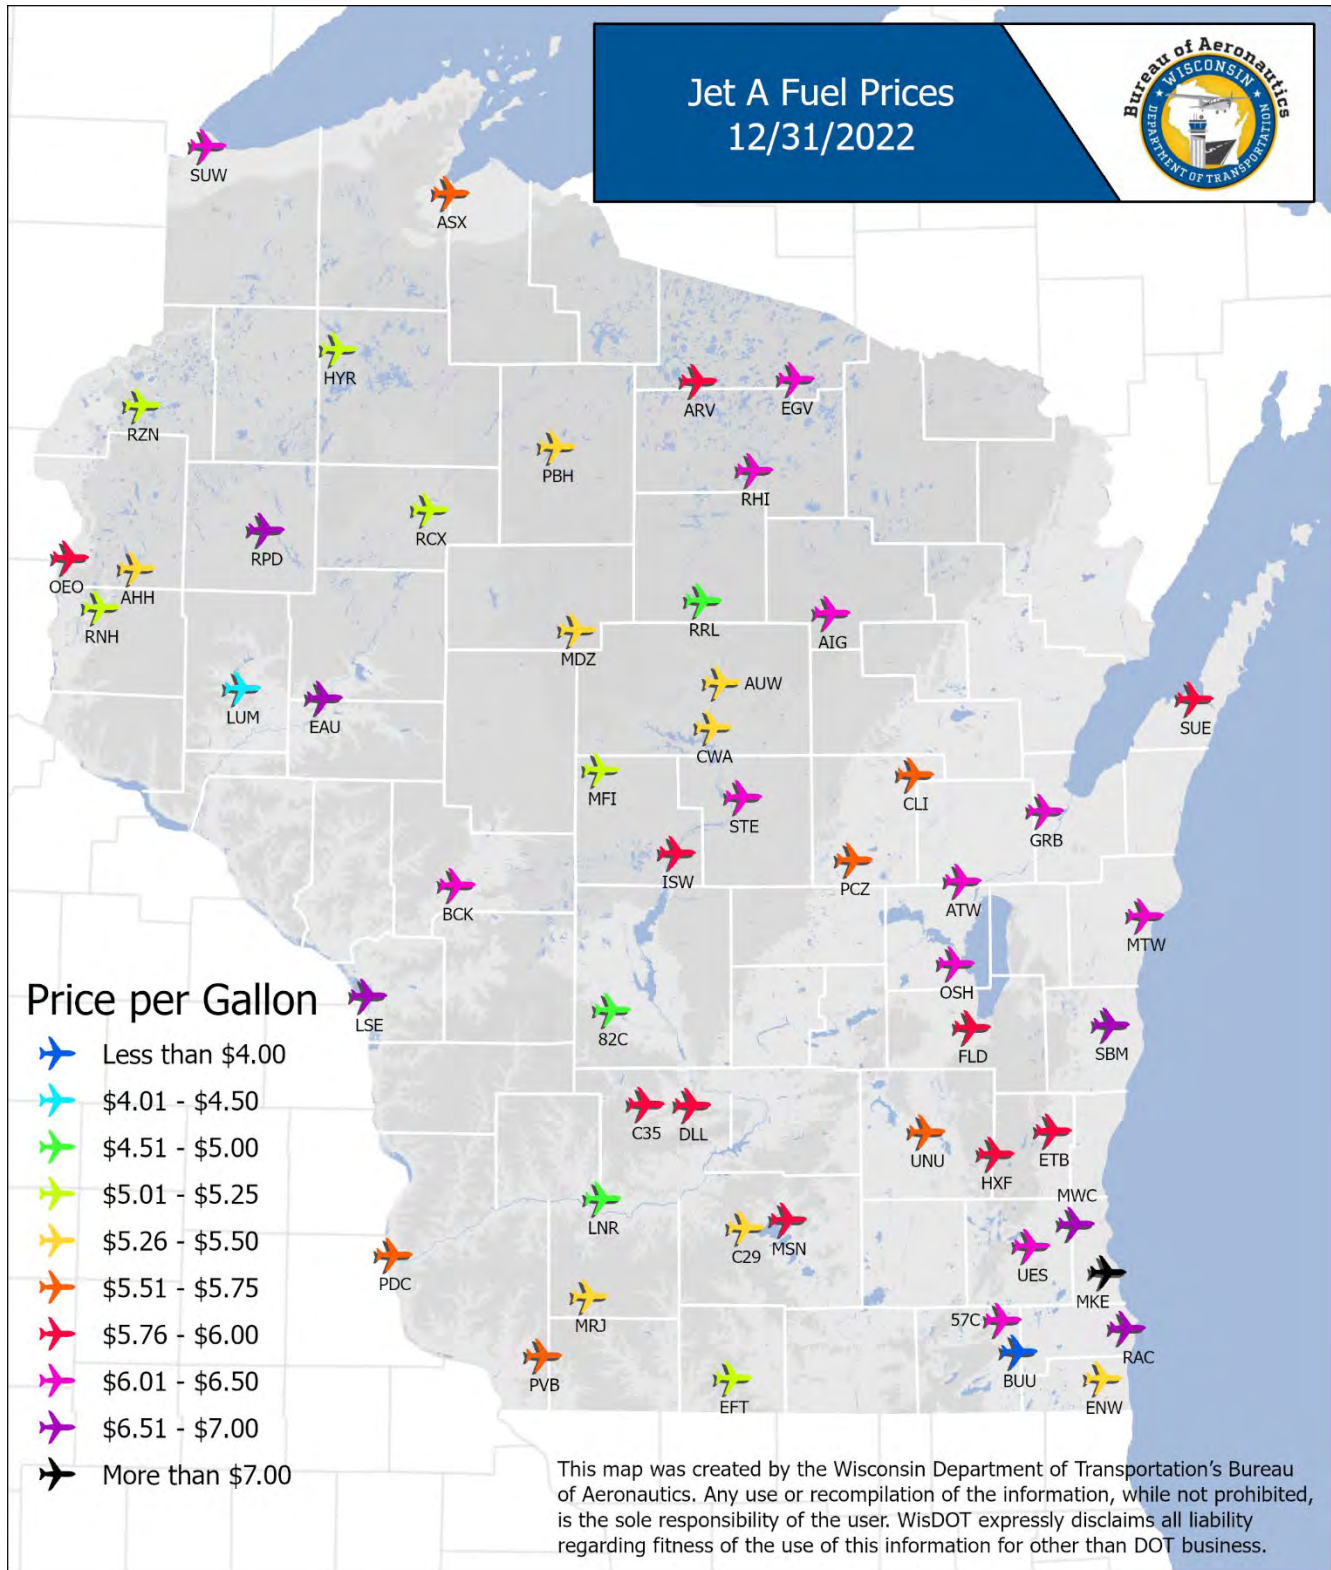 Jet A Fuel Prices
12/31/2022
Bureau of Aeronautics
WISCONSIN
DEPARTMENT OF TRANSPORTATION
SUW
ASX
HYR
RZN
ARV
EGV
PBH
RHI
RCX
RPD
OEO
AHH
RNH
RRL
AIG
MDZ
AUW
LUM
EAU
SUE
CWA
MFI
CLI
STE
GRB
ISW
PCZ
BCK
ATW
MTW
OSH
LSE
82C
FLD
SBM
C35
DLL
UNU
ETB
HXF
MWC
LNR
C29
MSN
UES
PDC
MKE
MRJ
57C
RAC
PVB
BUU
EFT
ENW
Price per Gallon
Less than $4.00
$4.01 - $4.50
$4.51 - $5.00
$5.01 - $5.25
$5.26 - $5.50
$5.51 - $5.75
$5.76 - $6.00
$6.01 - $6.50
$6.51 - $7.00
More than $7.00
This map was created by the Wisconsin Department of Transportation's Bureau
of Aeronautics. Any use or recompilation of the information, while not prohibited,
is the sole responsibility of the user. WisDOT expressly disclaims all liability
regarding fitness of the use of this information for other than DOT business.